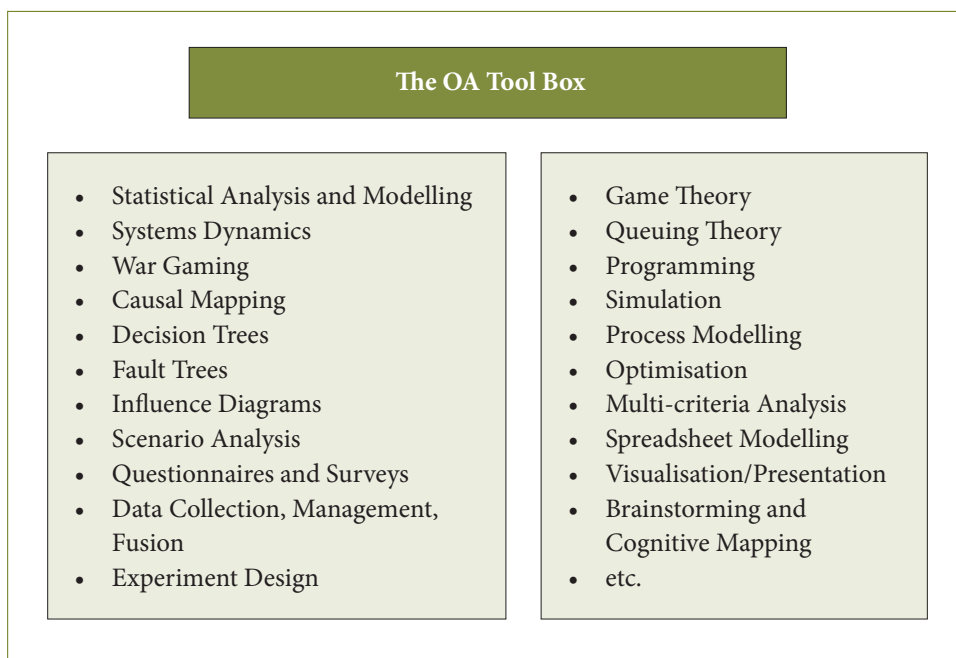 The OA Tool Box
• Statistical Analysis and Modelling
• Systems Dynamics
• War Gaming
• Causal Mapping
• Decision Trees
• Fault Trees
• Influence Diagrams
• Scenario Analysis
• Questionnaires and Surveys
• Data Collection, Management,
Fusion
• Experiment Design
• Game Theory
• Queuing Theory
• Programming
• Simulation
• Process Modelling
• Optimisation
• Multi-criteria Analysis
• Spreadsheet Modelling
• Visualisation/Presentation
• Brainstorming and
Cognitive Mapping
• etc.